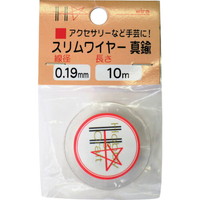 アクセサリーなど手芸に!
スリムワイヤー 真鍮
線径 長さ
0.19mm 10m